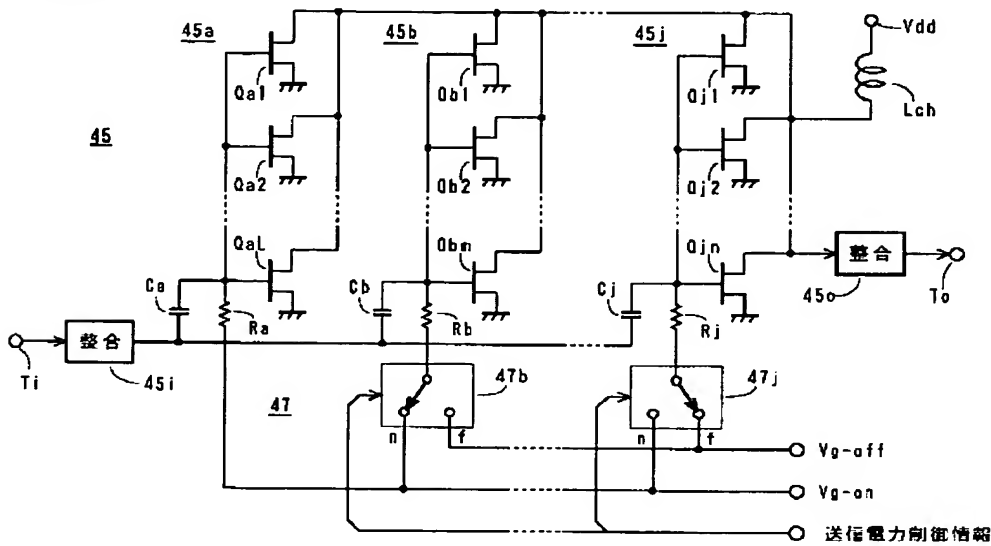 45a
45b
45j
Vdd
Qa1
Qb1
Qj1
Lch
45
Qa2
Qb2
Qj2
QaL
Qbm
Qjn
整合
Ca
Cb
Cj
45o
To
Ra
Rb
Rj
整合
Ti
45i
47
47b
47j
n
f
n
f
Vg-off
Vg-on
送信電力制御情報